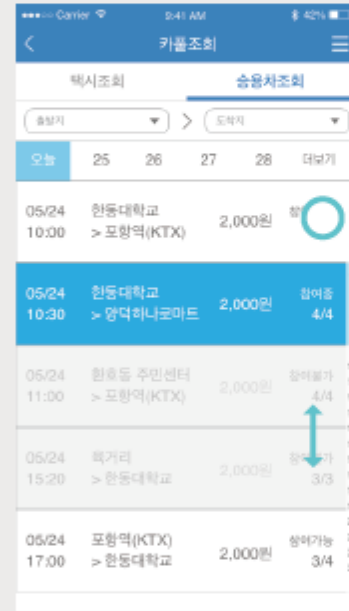 Carrier 9:41 AM 42%
카풀조회
택시조회 승용차조회
출발지 > 도착지
오늘 25 26 27 28 더보기
05/24 한동대학교 2,000원
10:00 > 포항역(KTX)
05/24 한동대학교 2,000원 참여중
10:30 > 양덕하나로마트 4/4
05/24 환호동 주민센터 2,000원 참여불가
11:00 > 포항역(KTX) 4/4
05/24 육거리 2,000원
15:20 > 한동대학교 3/3
05/24 포항역(KTX) 2,000원 참여가능
17:00 > 한동대학교 3/4